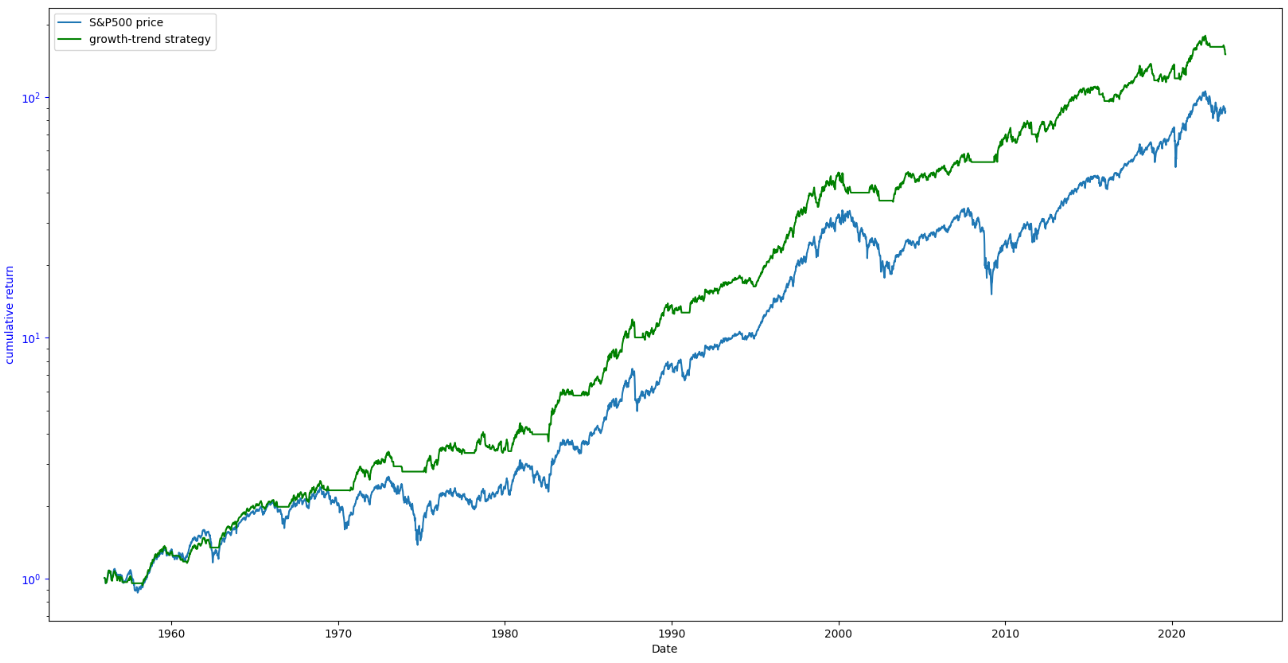 S&P500 price
growth-trend strategy
10²
10¹
10⁰
cumulative return
1960 1970 1980 1990 2000 2010 2020
Date